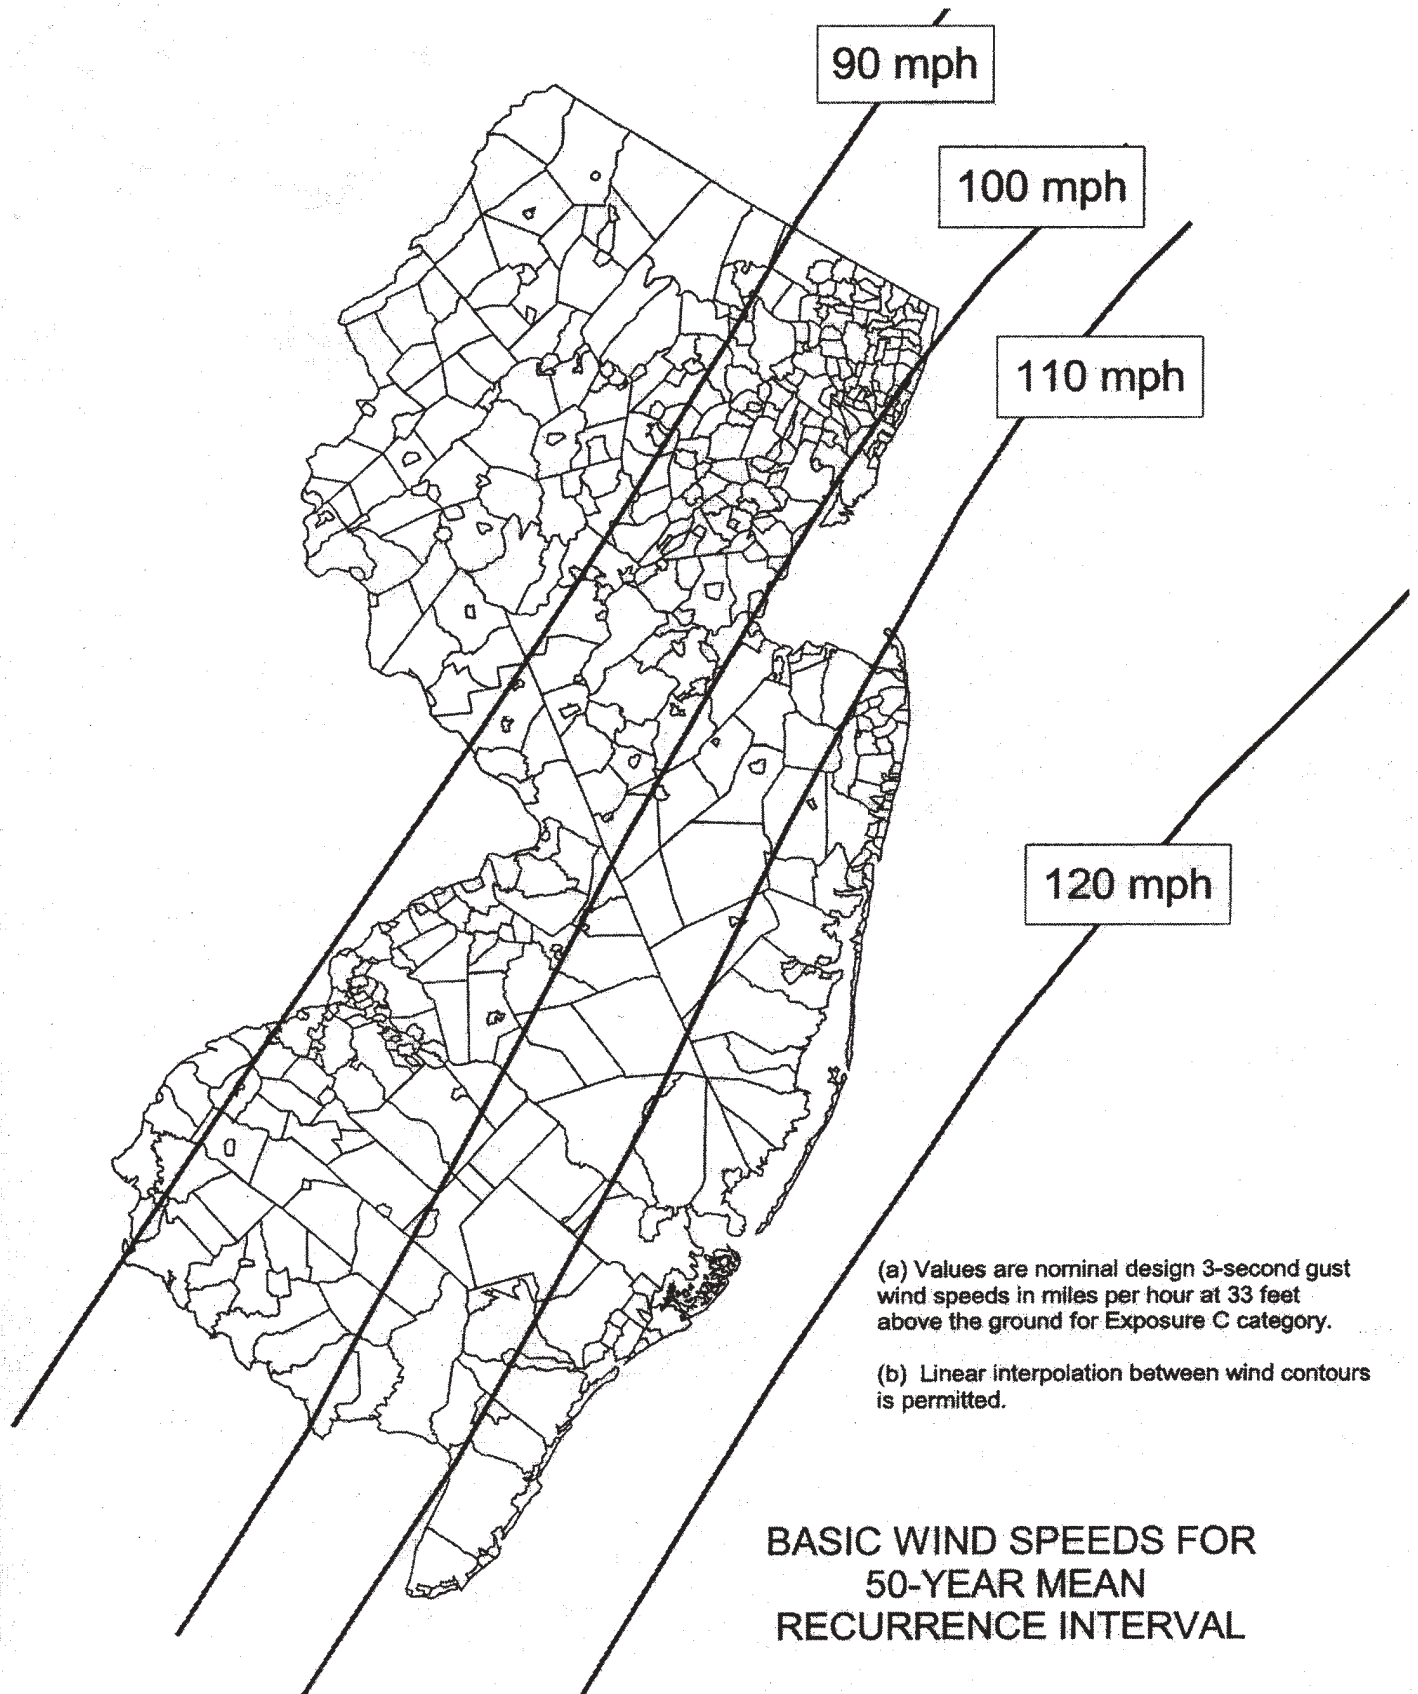 90 mph
100 mph
110 mph
120 mph
(a) Values are nominal design 3-second gust
wind speeds in miles per hour at 33 feet
above the ground for Exposure C category.
(b) Linear interpolation between wind contours
is permitted.
BASIC WIND SPEEDS FOR
50-YEAR MEAN
RECURRENCE INTERVAL